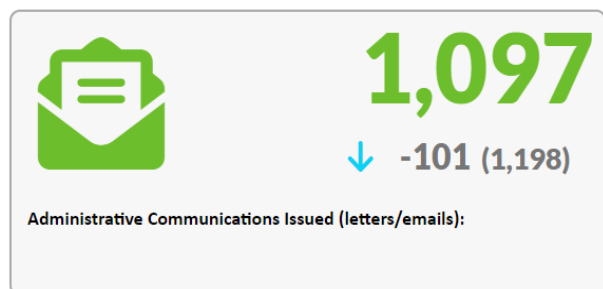 1,097
-101 (1,198)
Administrative Communications Issued (letters/emails):